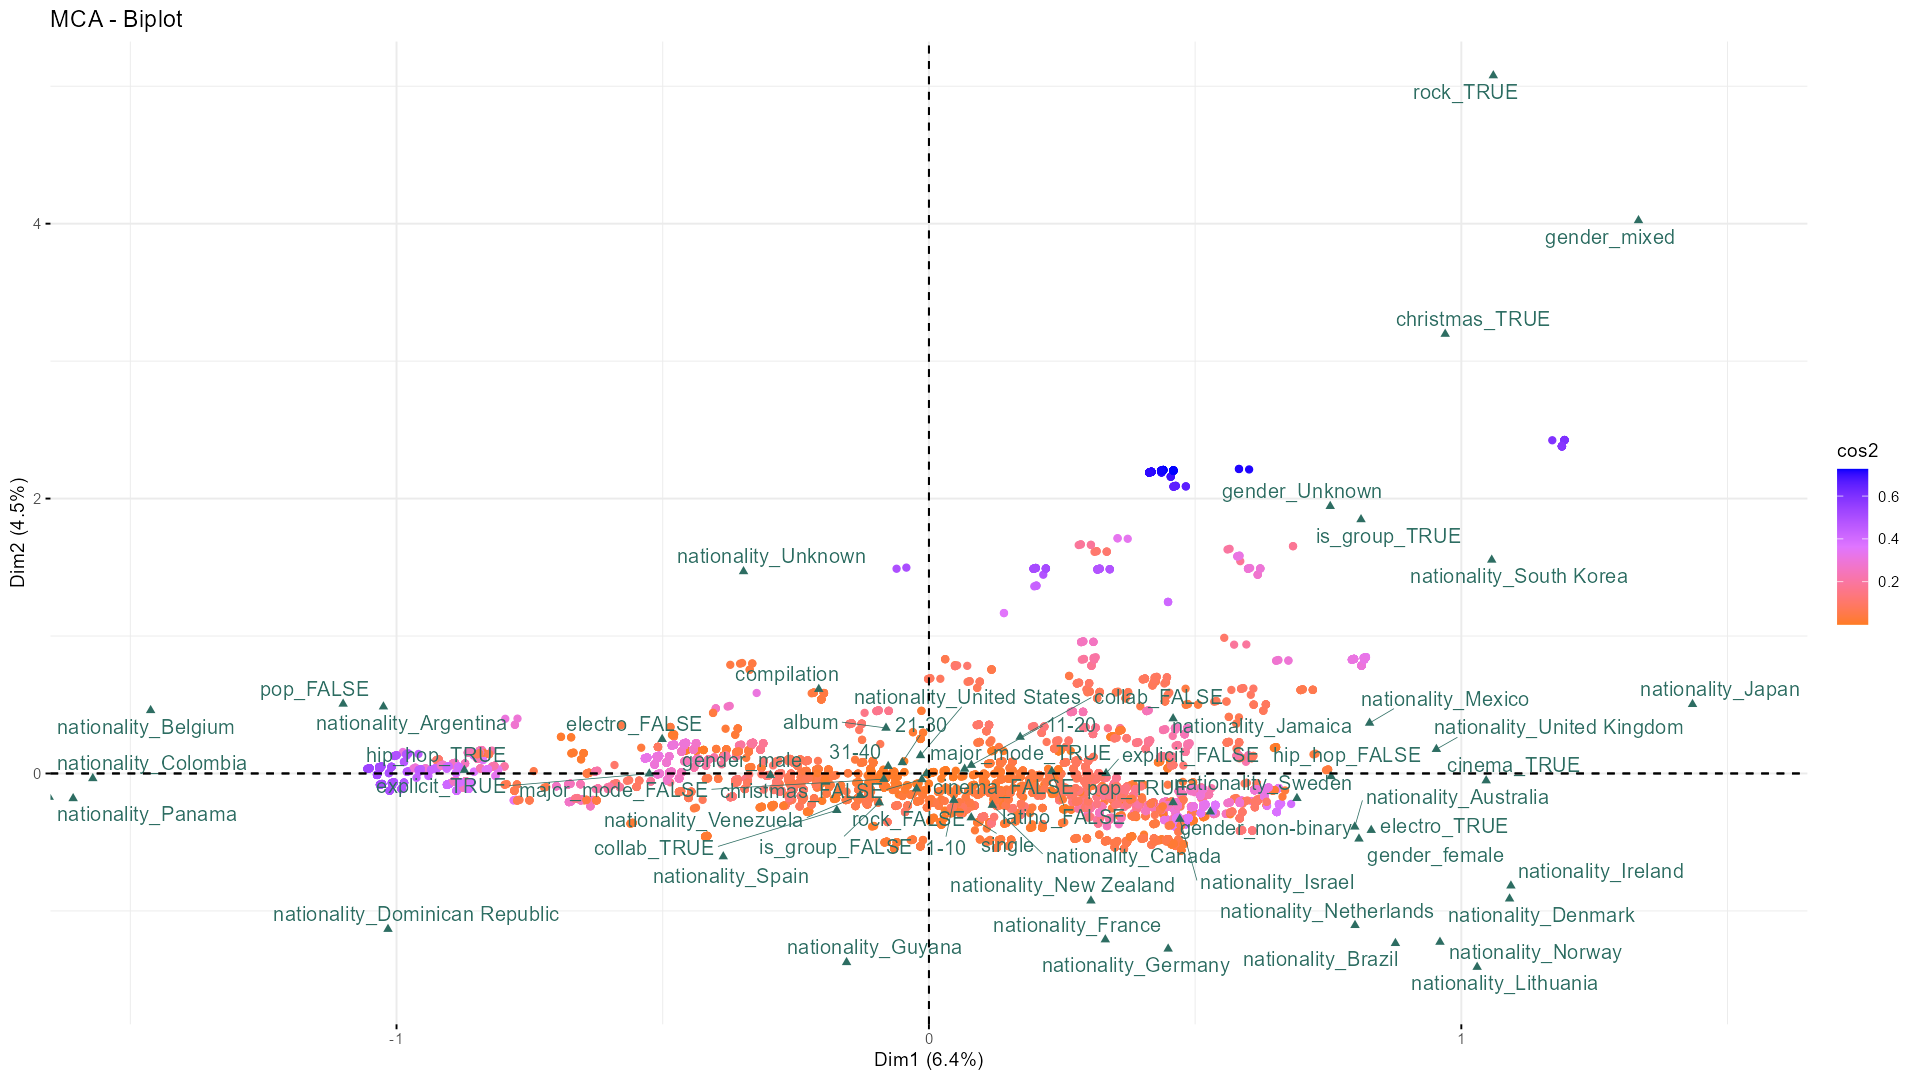 MCA - Biplot
rock_TRUE
gender_mixed
christmas_TRUE
gender_Unknown
is_group_TRUE
nationality_Unknown
nationality_South Korea
compilation
pop_FALSE
nationality_Argentina
nationality_Belgium
nationality_United States
collab_FALSE
nationality_Mexico
nationality_Japan
electro_FALSE
album
21-30
11-20
nationality_Jamaica
nationality_United Kingdom
hip_hop_TRUE
nationality_Colombia
gender_male
31-40
major_mode_TRUE
explicit_FALSE
hip_hop_FALSE
cinema_TRUE
explicit_TRUE
major_mode_FALSE
christmas_FALSE
cinema_FALSE
pop_TRUE
nationality_Sweden
nationality_Australia
nationality_Panama
nationality_Venezuela
rock_FALSE
latino_FALSE
gender_non-binary
electro_TRUE
collab_TRUE
is_group_FALSE
1-10
single
nationality_Canada
gender_female
nationality_Spain
nationality_New Zealand
nationality_Israel
nationality_Ireland
nationality_Dominican Republic
nationality_France
nationality_Netherlands
nationality_Denmark
nationality_Guyana
nationality_Germany
nationality_Brazil
nationality_Norway
nationality_Lithuania
4
2
0
Dim2 (4.5%)
-1
0
1
Dim1 (6.4%)
cos2
0.6
0.4
0.2